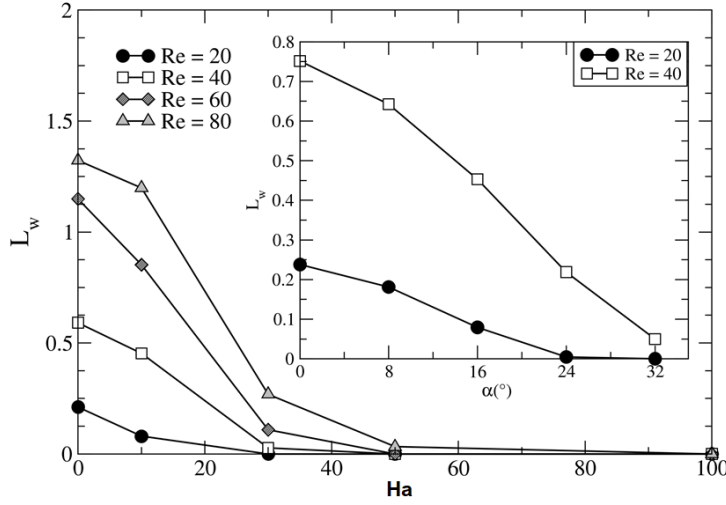 2
1.5
1
0.5
0
L_w
0
20
40
60
80
100
Ha
Re = 20
Re = 40
Re = 60
Re = 80
0.8
0.7
0.6
0.5
0.4
0.3
0.2
0.1
0
L_w
0
8
16
24
32
α(°)
Re = 20
Re = 40